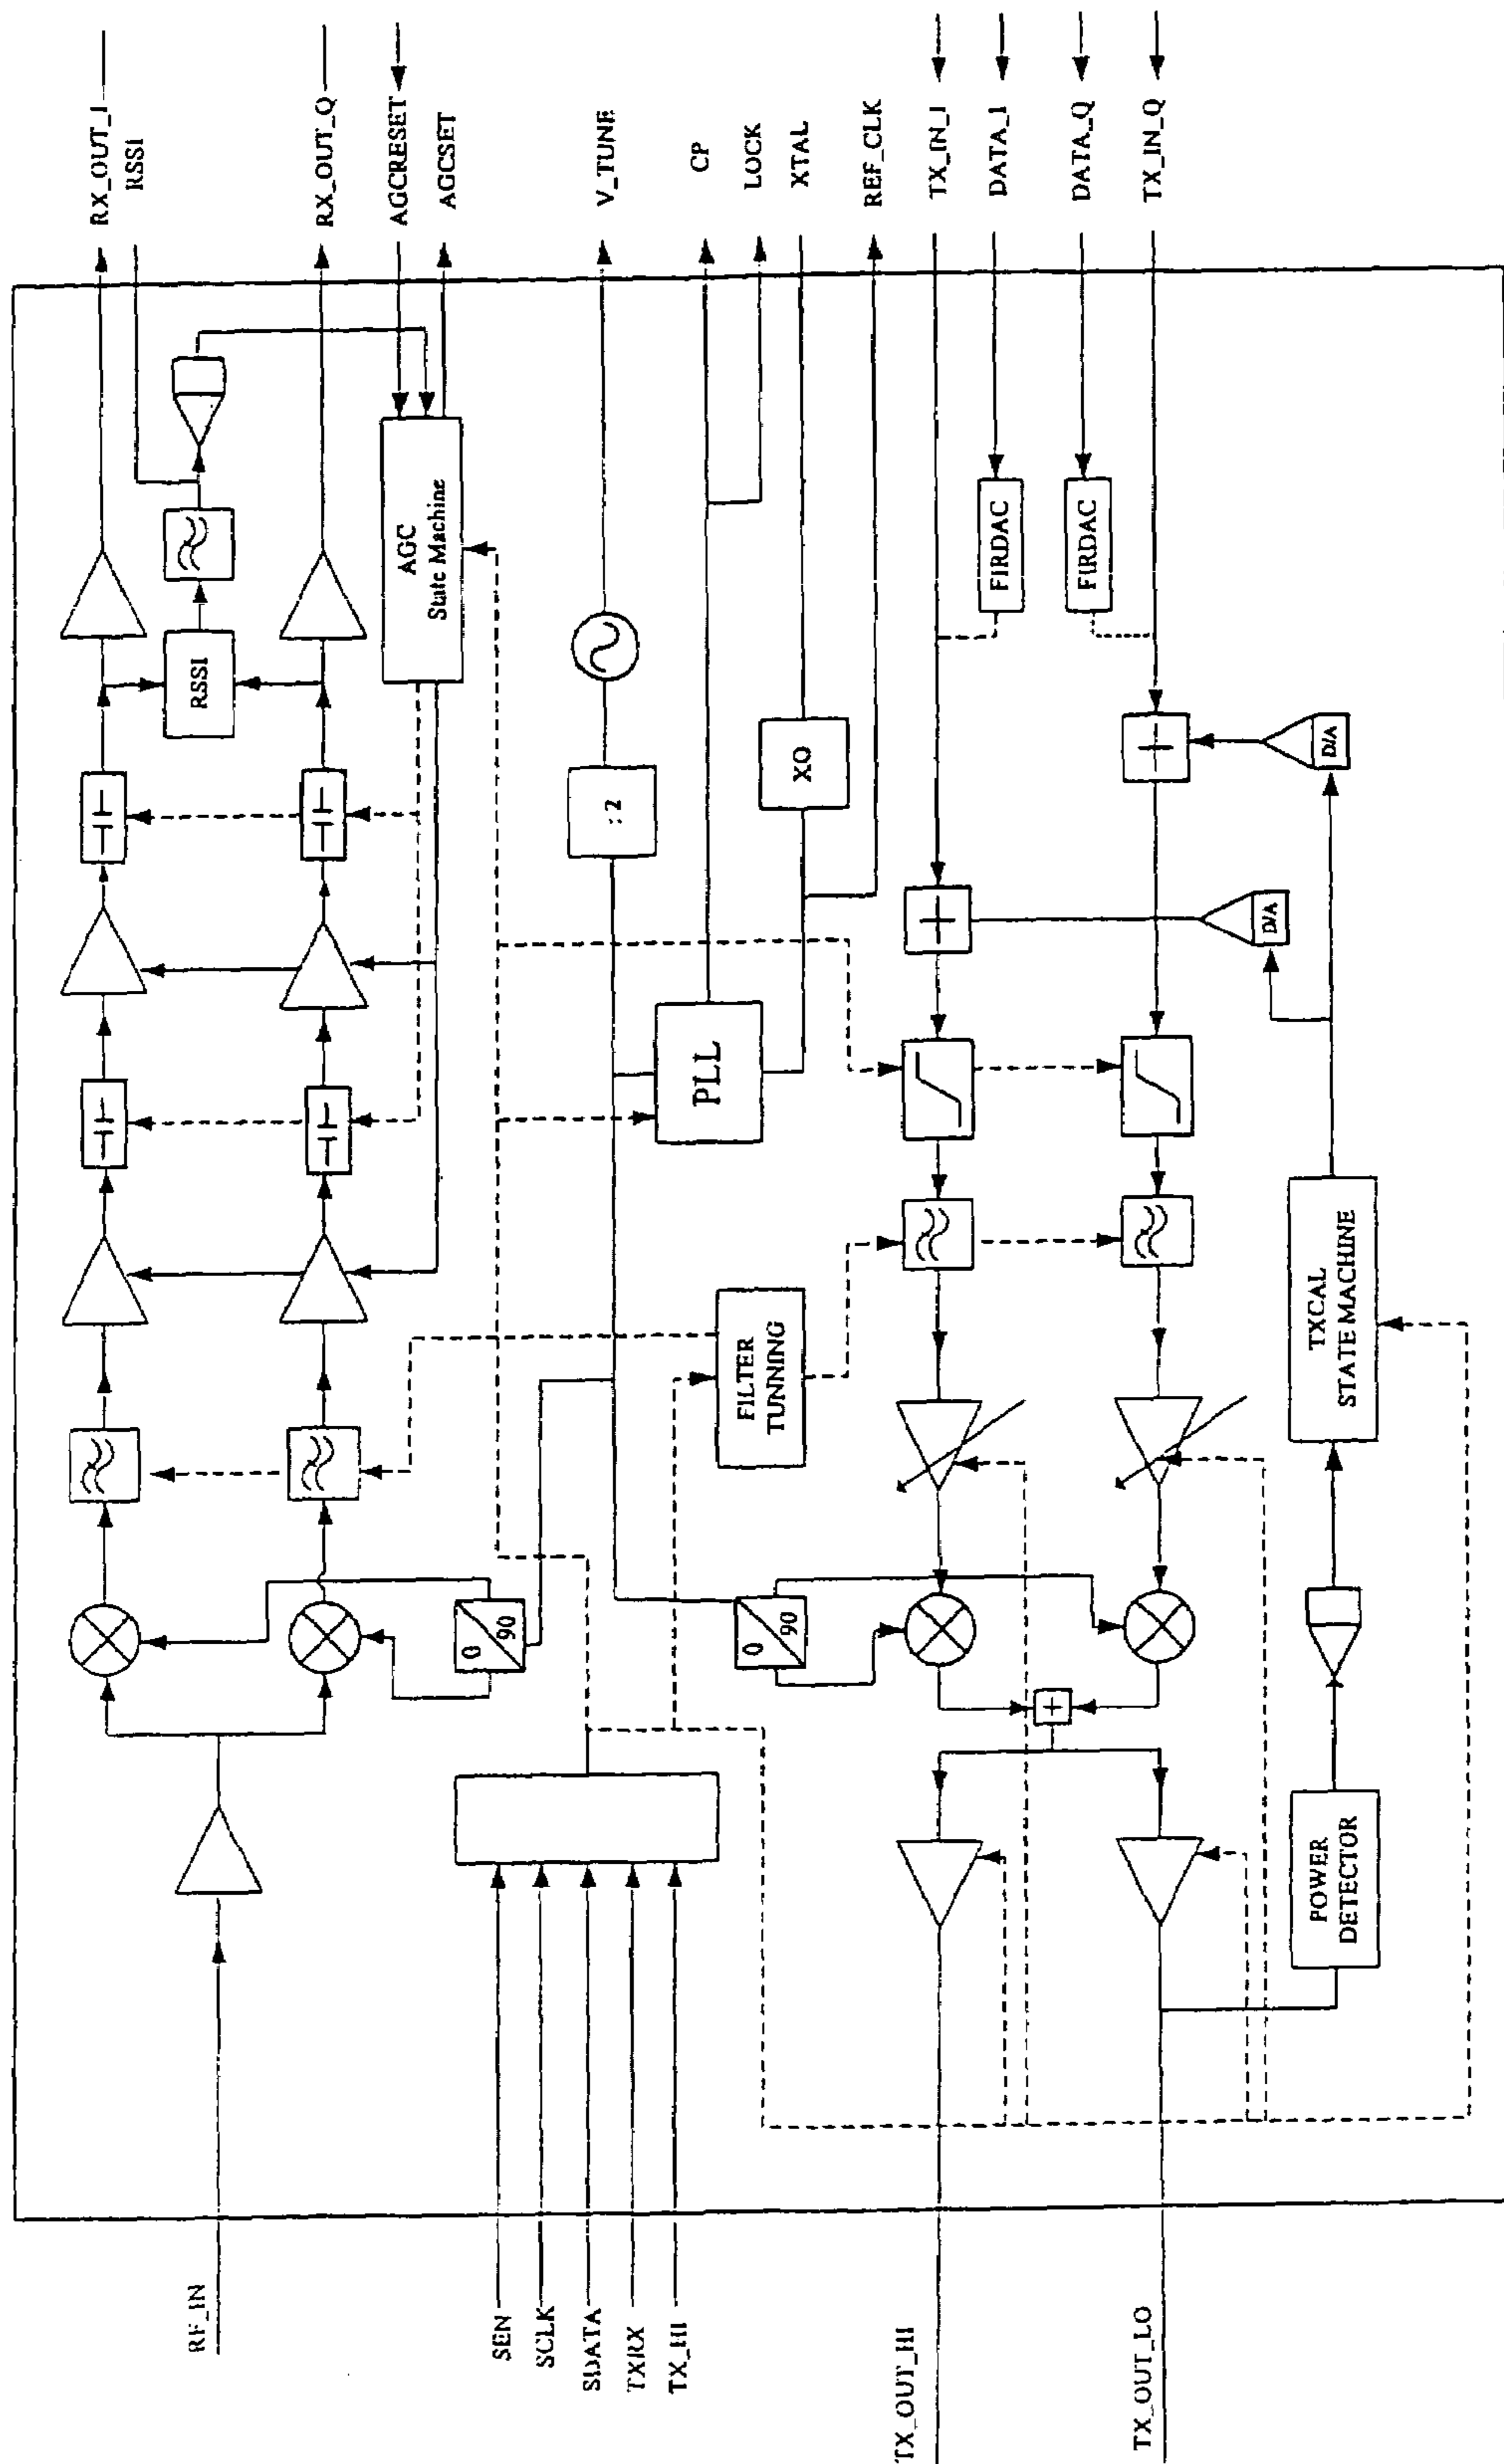 RX_OUT_I
RSSI
RX_OUT_Q
AGCRESET
AGCSET
V_TUNE
CP
LOCK
XTAL
REF_CLK
TX_IN_I
DATA_I
DATA_Q
TX_IN_Q
RSSI
AGC
State Machine
: 2
XO
PLL
FIRDAC
FIRDAC
D/A
D/A
FILTER
TUNNING
0
90
0
90
TXCAL
STATE MACHINE
POWER
DETECTOR
RF_IN
SEN
SCLK
SDATA
TXRX
TX_HI
TX_OUT_HI
TX_OUT_LO